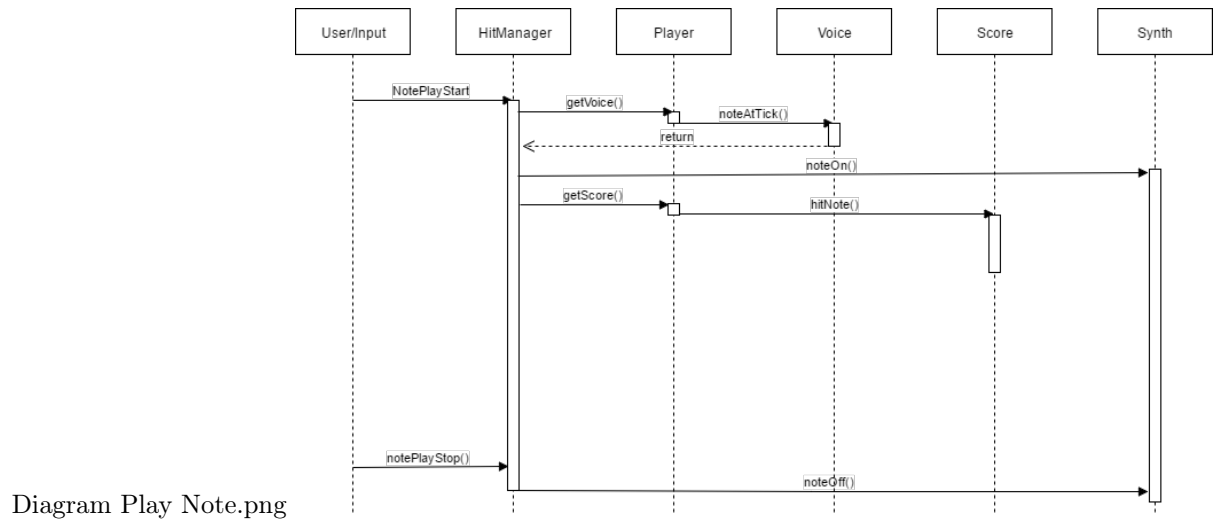 User/Input HitManager Player Voice Score Synth
NotePlayStart
getVoice()
noteAtTick()
return
noteOn()
getScore()
hitNote()
notePlayStop()
noteOff()
Diagram Play Note.png